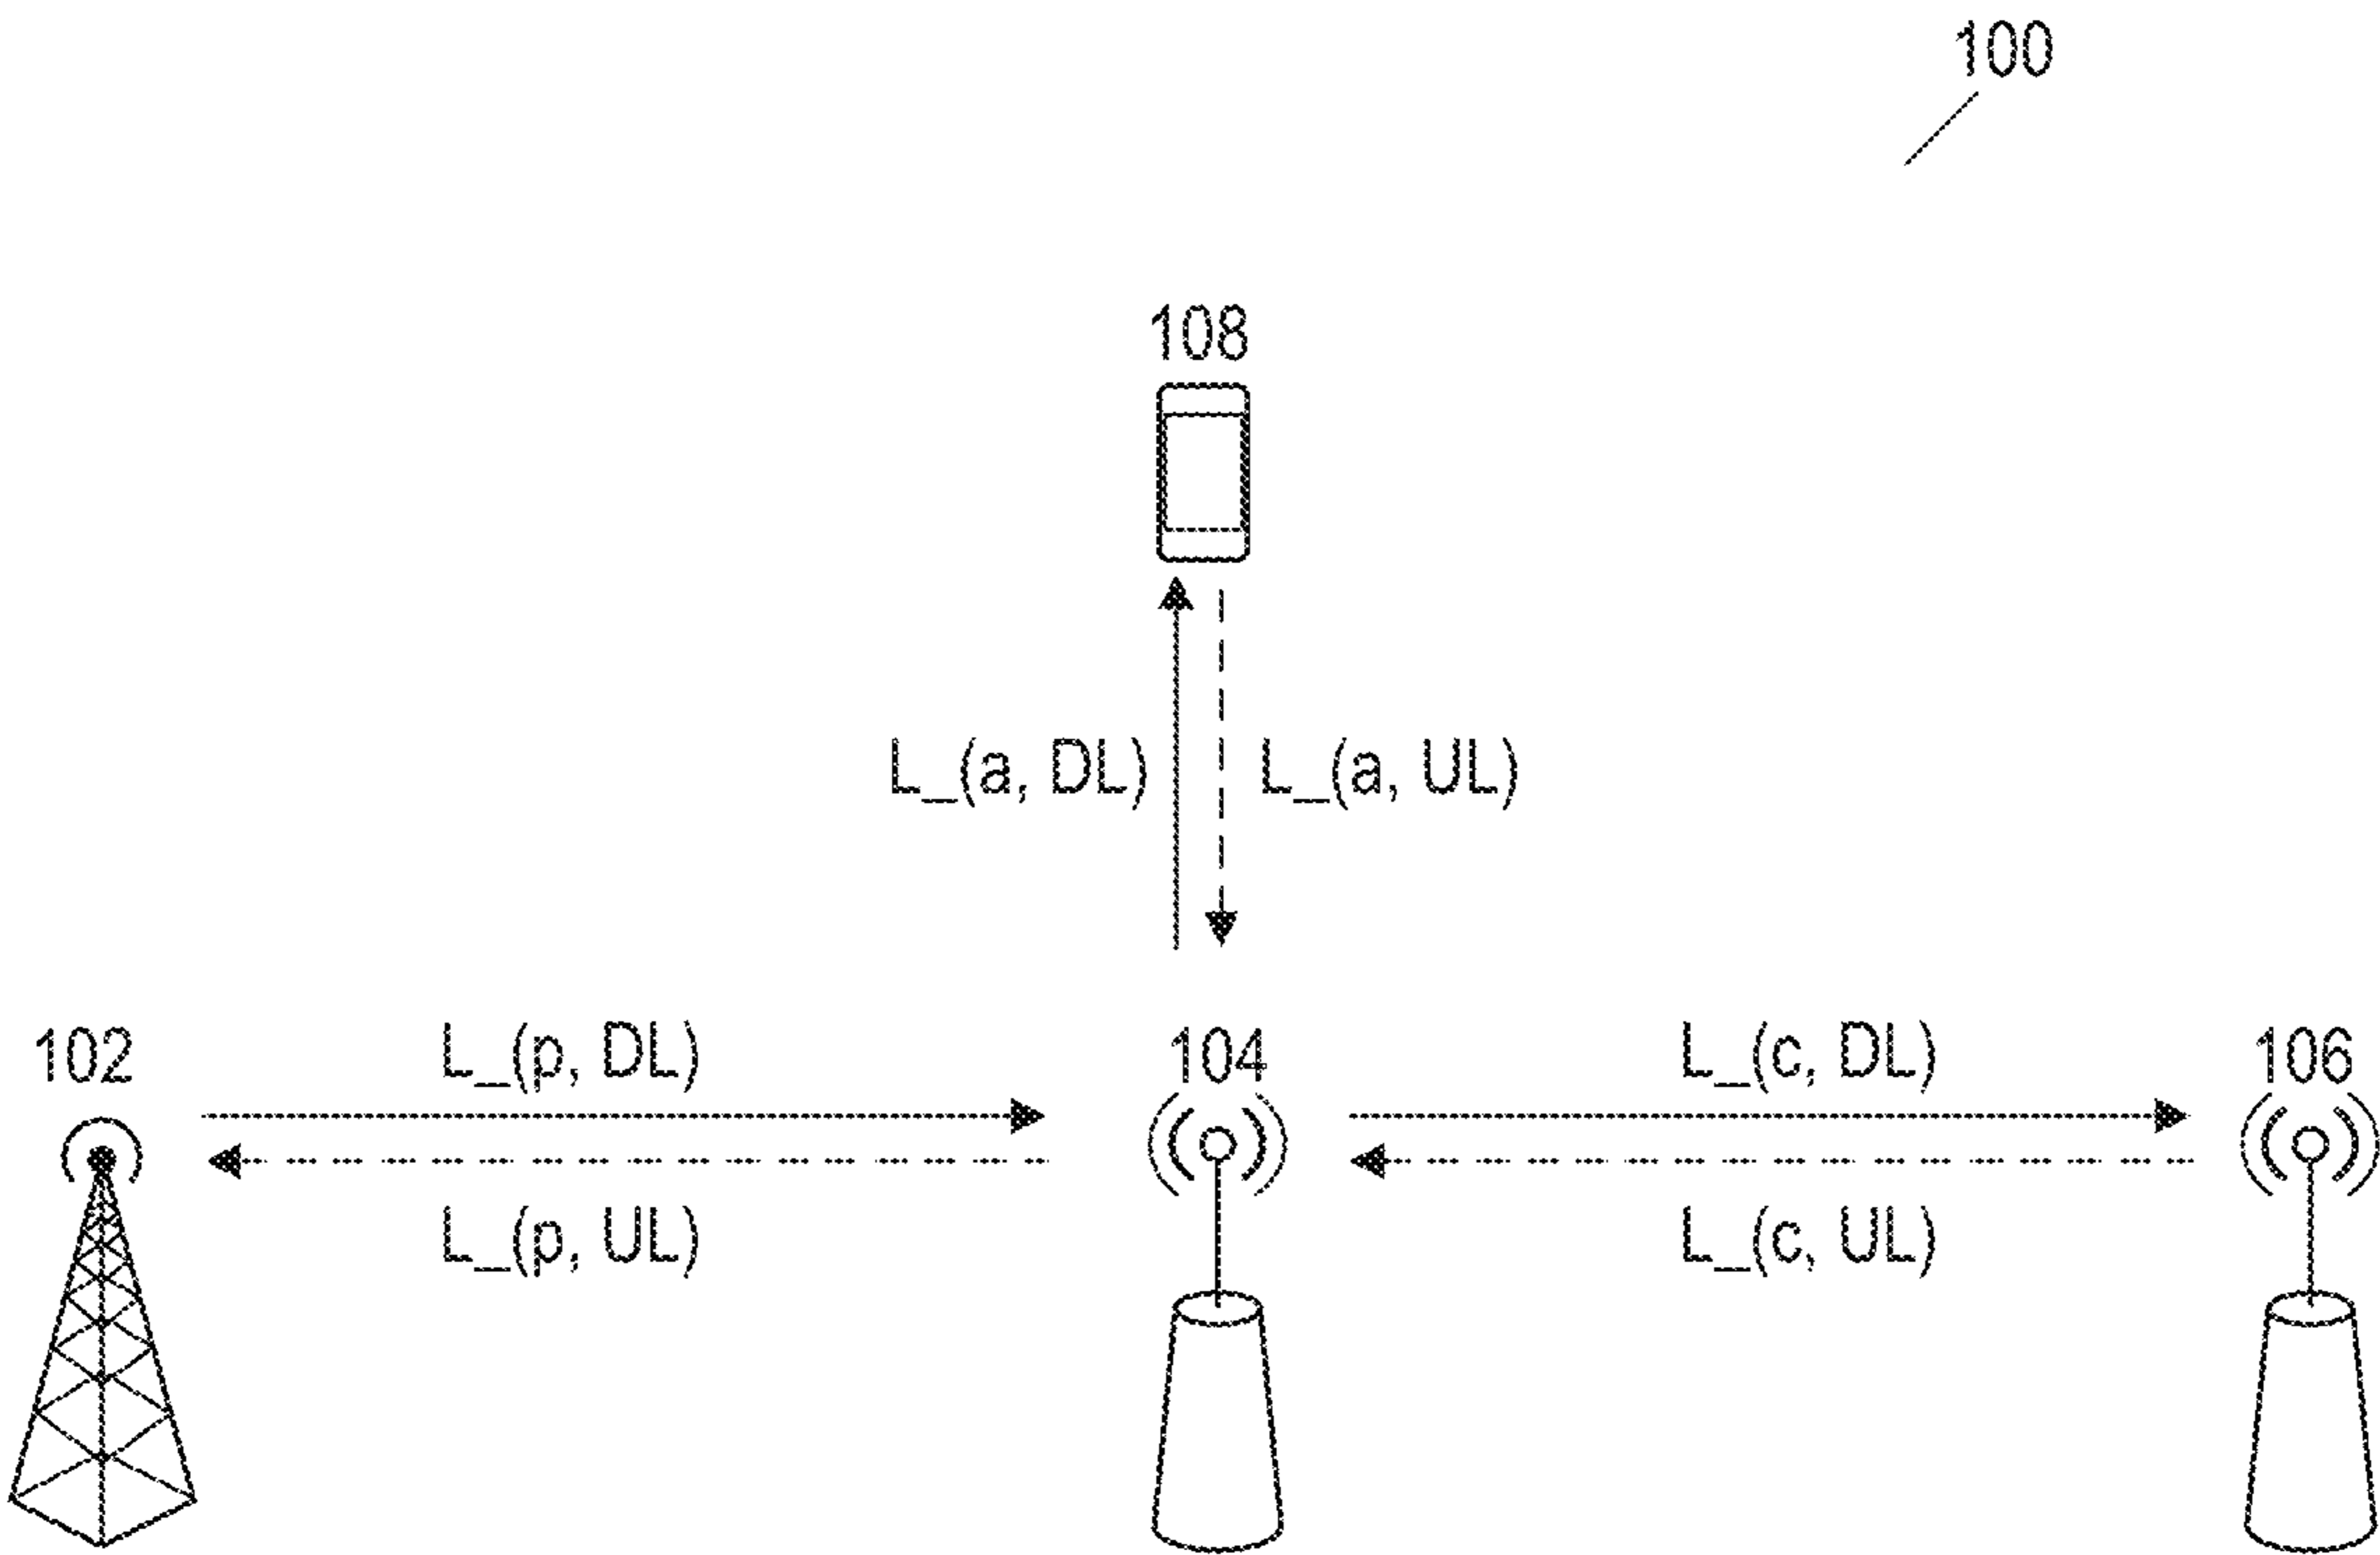 100
108
L_(a, DL) L_(a, UL)
102 L_(p, DL) 104 L_(c, DL) 106
L_(p, UL) L_(c, UL)